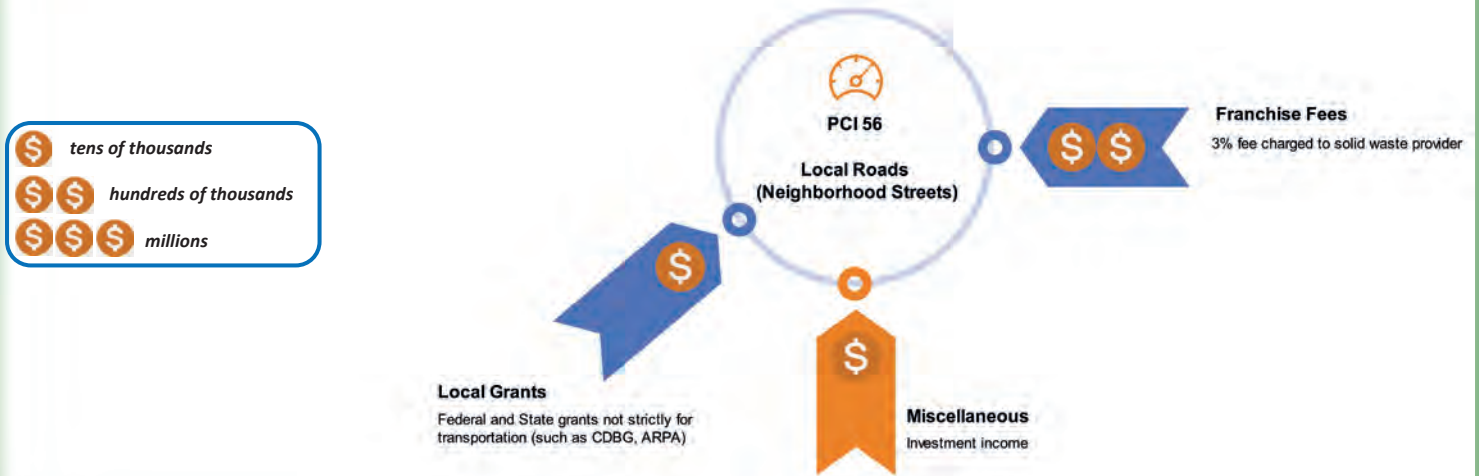 $ tens of thousands
$ $ hundreds of thousands
$ $ $ millions
PCI 56
Local Roads
(Neighborhood Streets)
$ $
Franchise Fees
3% fee charged to solid waste provider
$
Local Grants
Federal and State grants not strictly for
transportation (such as CDBG, ARPA)
$
Miscellaneous
Investment income